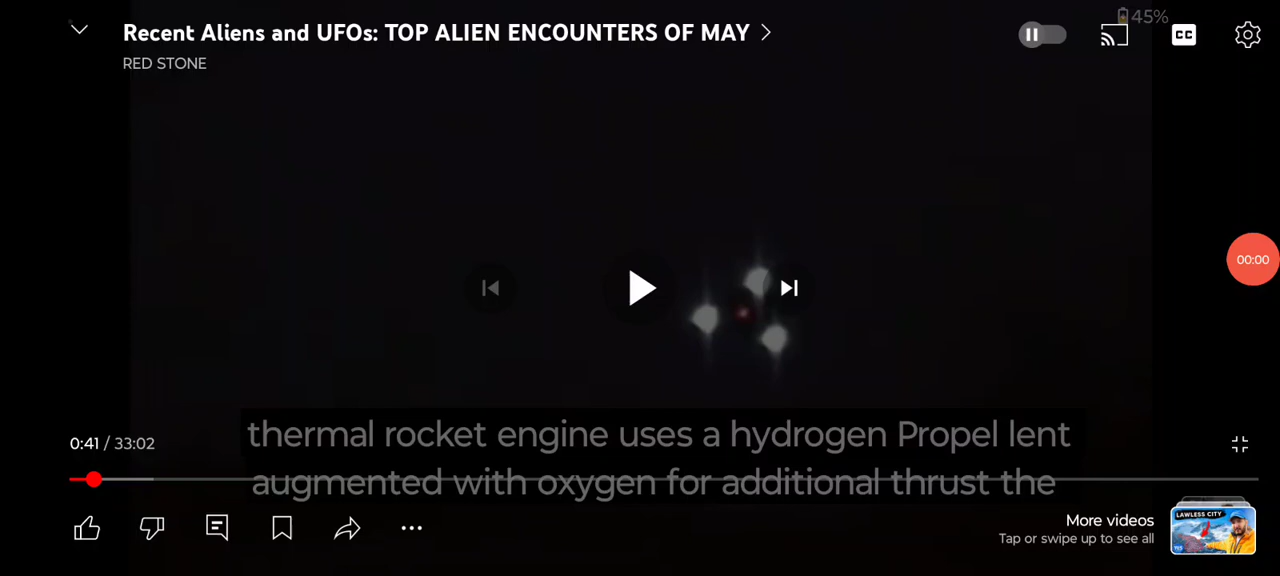 45%
Recent Aliens and UFOs: TOP ALIEN ENCOUNTERS OF MAY
RED STONE
CC
00:00
thermal rocket engine uses a hydrogen Propel lent
augmented with oxygen for additional thrust the
0:41 / 33:02
More videos
Tap or swipe up to see all
LAWLESS CITY